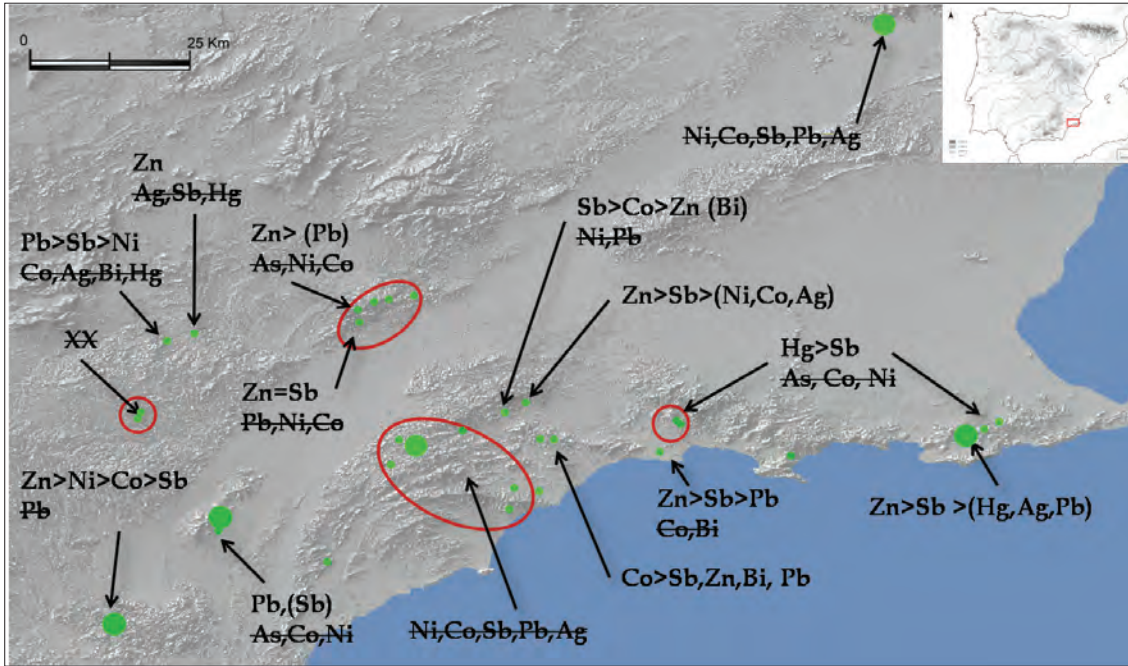 0 25 Km
Ni,Co,Sb,Pb,Ag
Zn
Ag,Sb,Hg
Sb>Co>Zn (Bi)
Ni,Pb
Pb>Sb>Ni
Co,Ag,Bi,Hg
Zn> (Pb)
As,Ni,Co
Zn>Sb>(Ni,Co,Ag)
XX
Hg>Sb
As, Co, Ni
Zn=Sb
Pb,Ni,Co
Zn>Ni>Co>Sb
Pb
Zn>Sb>Pb
Co,Bi
Zn>Sb >(Hg,Ag,Pb)
Co>Sb,Zn,Bi, Pb
Pb,(Sb)
As,Co,Ni
Ni,Co,Sb,Pb,Ag